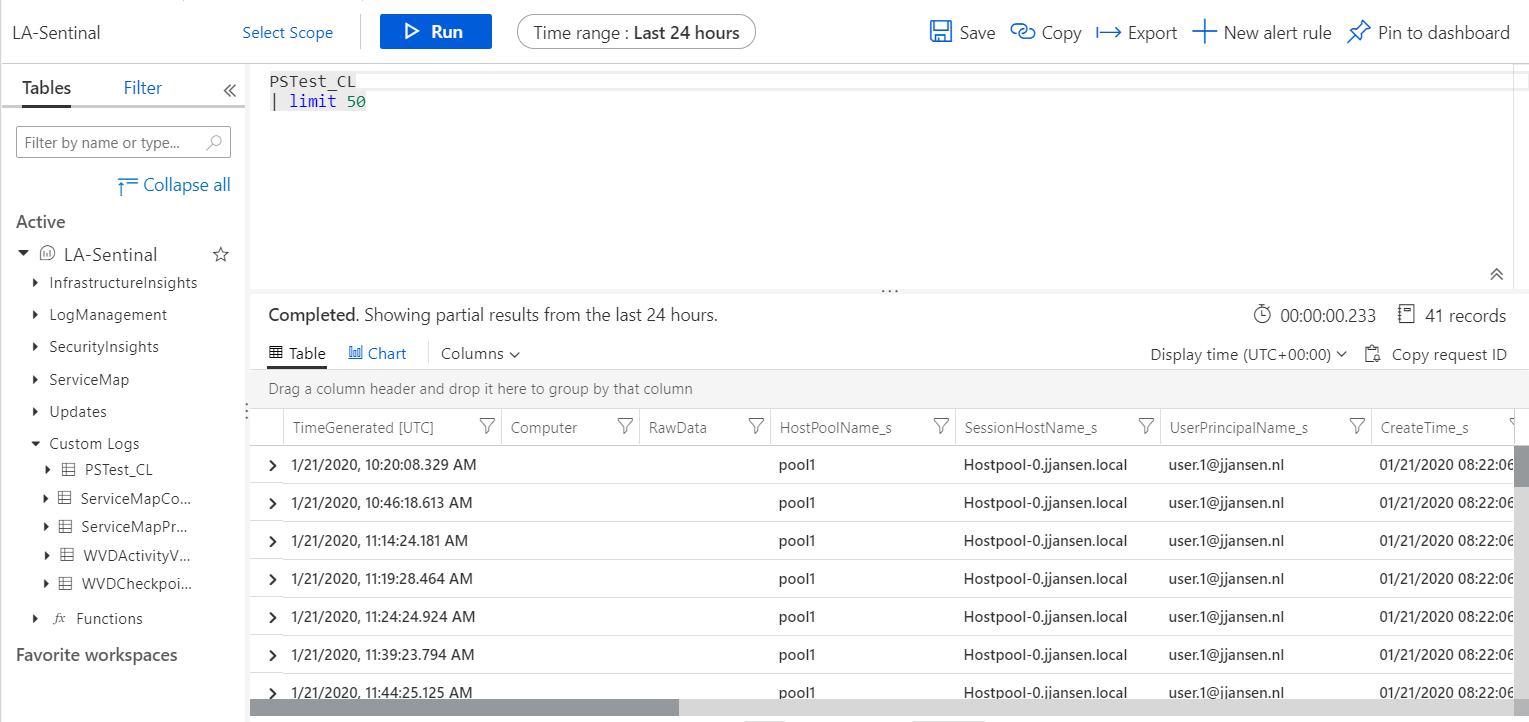 LA-Sentinal Select Scope Run Time range : Last 24 hours Save Copy Export New alert rule Pin to dashboard
Tables Filter
Filter by name or type...
Collapse all
Active
LA-Sentinal
InfrastructureInsights
LogManagement
SecurityInsights
ServiceMap
Updates
Custom Logs
PSTest_CL
ServiceMapCo...
ServiceMapPr...
WVDActivityV...
WVDCheckpoi...
fx Functions
Favorite workspaces
PSTest_CL
| limit 50
Completed. Showing partial results from the last 24 hours. 00:00:00.233 41 records
Table Chart Columns Display time (UTC+00:00) Copy request ID
Drag a column header and drop it here to group by that column
TimeGenerated [UTC] Computer RawData HostPoolName_s SessionHostName_s UserPrincipalName_s CreateTime_s
1/21/2020, 10:20:08.329 AM pool1 Hostpool-0.jjansen.local user.1@jjansen.nl 01/21/2020 08:22:06
1/21/2020, 10:46:18.613 AM pool1 Hostpool-0.jjansen.local user.1@jjansen.nl 01/21/2020 08:22:06
1/21/2020, 11:14:24.181 AM pool1 Hostpool-0.jjansen.local user.1@jjansen.nl 01/21/2020 08:22:06
1/21/2020, 11:19:28.464 AM pool1 Hostpool-0.jjansen.local user.1@jjansen.nl 01/21/2020 08:22:06
1/21/2020, 11:24:24.924 AM pool1 Hostpool-0.jjansen.local user.1@jjansen.nl 01/21/2020 08:22:06
1/21/2020, 11:39:23.794 AM pool1 Hostpool-0.jjansen.local user.1@jjansen.nl 01/21/2020 08:22:06
1/21/2020, 11:44:25.125 AM pool1 Hostpool-0.jjansen.local user.1@jjansen.nl 01/21/2020 08:22:06